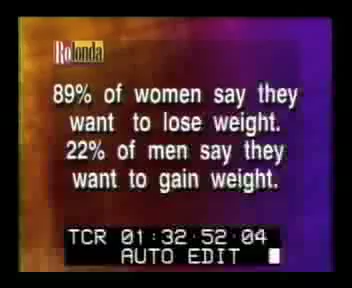 Rolonda
89% of women say they
want to lose weight.
22% of men say they
want to gain weight.
TCR 01:32:52:04
AUTO EDIT